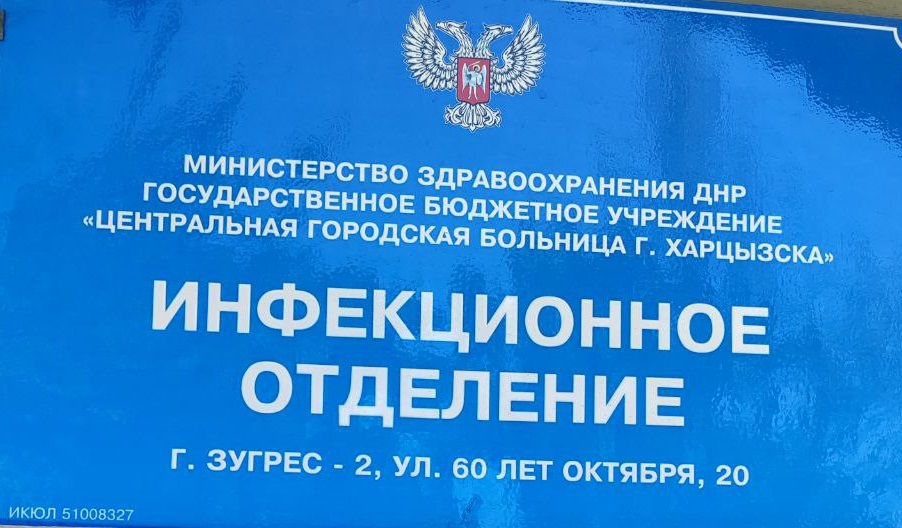 МИНИСТЕРСТВО ЗДРАВООХРАНЕНИЯ ДНР
ГОСУДАРСТВЕННОЕ БЮДЖЕТНОЕ УЧРЕЖДЕНИЕ
«ЦЕНТРАЛЬНАЯ ГОРОДСКАЯ БОЛЬНИЦА Г. ХАРЦЫЗСКА»
ИНФЕКЦИОННОЕ
ОТДЕЛЕНИЕ
Г. ЗУГРЕС - 2, УЛ. 60 ЛЕТ ОКТЯБРЯ, 20
ИКЮЛ 51008327